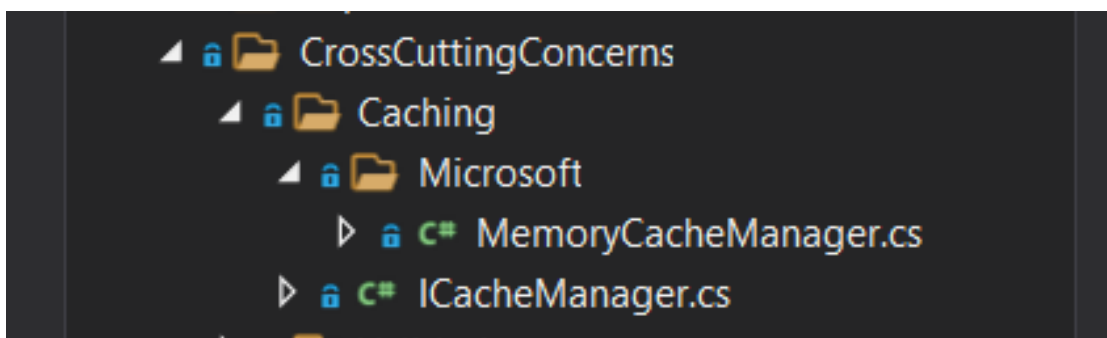 CrossCuttingConcerns
Caching
Microsoft
C# MemoryCacheManager.cs
C# ICacheManager.cs